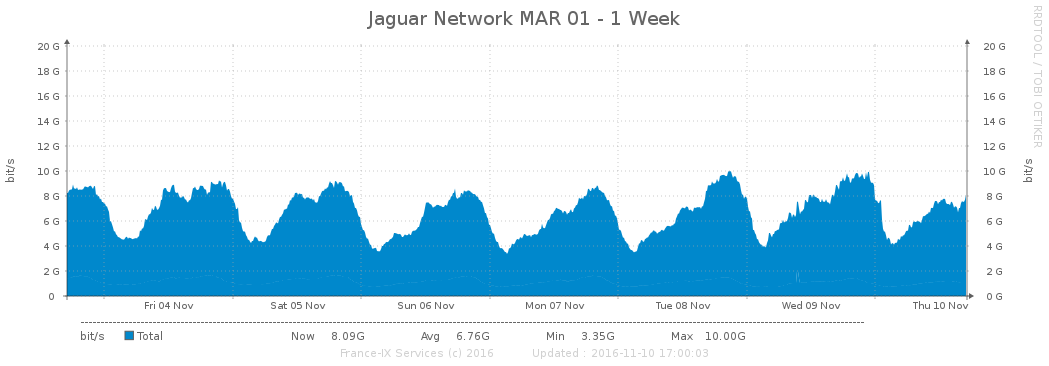 Jaguar Network MAR 01 - 1 Week
RRDTOOL / TOBI OETIKER
bit/s
bit/s
20 G 20 G
18 G 18 G
16 G 16 G
14 G 14 G
12 G 12 G
10 G 10 G
8 G 8 G
6 G 6 G
4 G 4 G
2 G 2 G
0 0 G
Fri 04 Nov Sat 05 Nov Sun 06 Nov Mon 07 Nov Tue 08 Nov Wed 09 Nov Thu 10 Nov
bit/s Total Now 8.09G Avg 6.76G Min 3.35G Max 10.00G
France-IX Services (c) 2016 Updated : 2016-11-10 17:00:03